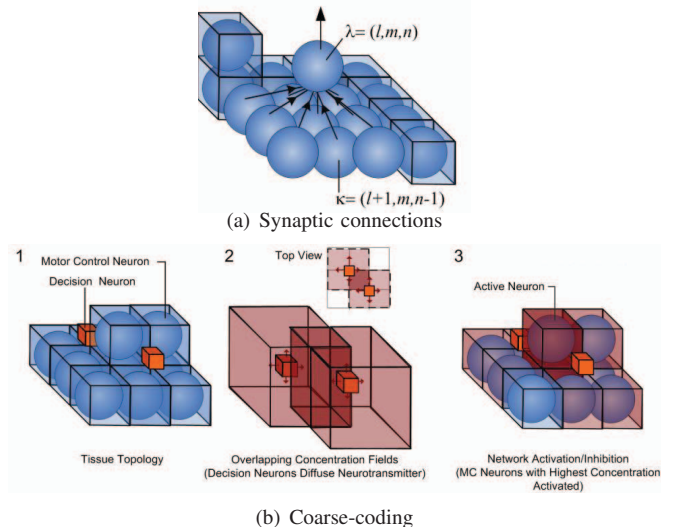 λ= (l,m,n)
κ= (l+1,m,n-1)
(a) Synaptic connections
1
Motor Control Neuron
Decision Neuron
2
Top View
3
Active Neuron
Tissue Topology
Overlapping Concentration Fields
(Decision Neurons Diffuse Neurotransmitter)
Network Activation/Inhibition
(MC Neurons with Highest Concentration
Activated)
(b) Coarse-coding